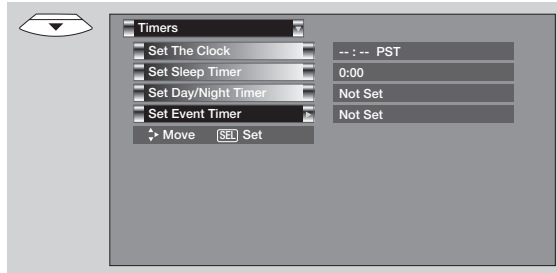 Timers
Set The Clock -- : -- PST
Set Sleep Timer 0:00
Set Day/Night Timer Not Set
Set Event Timer Not Set
Move SEL Set